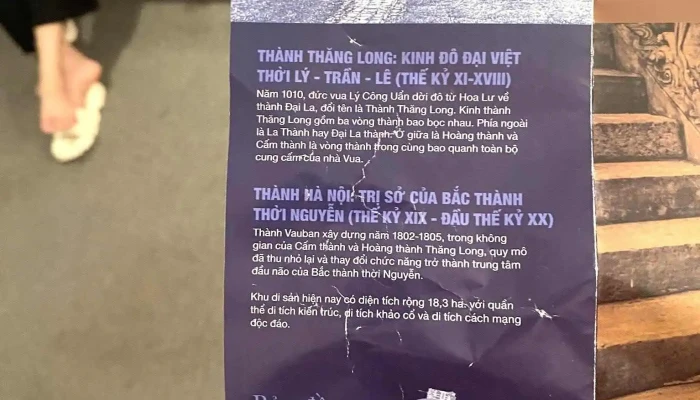 THÀNH THĂNG LONG: KINH ĐÔ ĐẠI VIỆT
THỜI LÝ - TRẦN - LÊ (THẾ KỶ XI-XVIII)
Năm 1010, đức vua Lý Công Uẩn dời đô từ Hoa Lư về
thành Đại La, đổi tên là Thành Thăng Long. Kinh thành
Thăng Long gồm ba vòng thành bao bọc nhau. Phía ngoài
là La Thành hay Đại La thành. Ở giữa là Hoàng thành và
Cấm thành là vòng thành trong cùng bao quanh toàn bộ
cung cấm của nhà Vua.
THÀNH HÀ NỘI: TRỊ SỞ CỦA BẮC THÀNH
THỜI NGUYỄN (THẾ KỶ XIX - ĐẦU THẾ KỶ XX)
Thành Vauban xây dựng năm 1802-1805, trong không
gian của Cấm thành và Hoàng thành Thăng Long, quy mô
đã thu nhỏ lại và thay đổi chức năng trở thành trung tâm
đầu não của Bắc thành thời Nguyễn.
Khu di sản hiện nay có diện tích rộng 18,3 ha. với quần
thể di tích kiến trúc, di tích khảo cổ và di tích cách mạng
độc đáo.